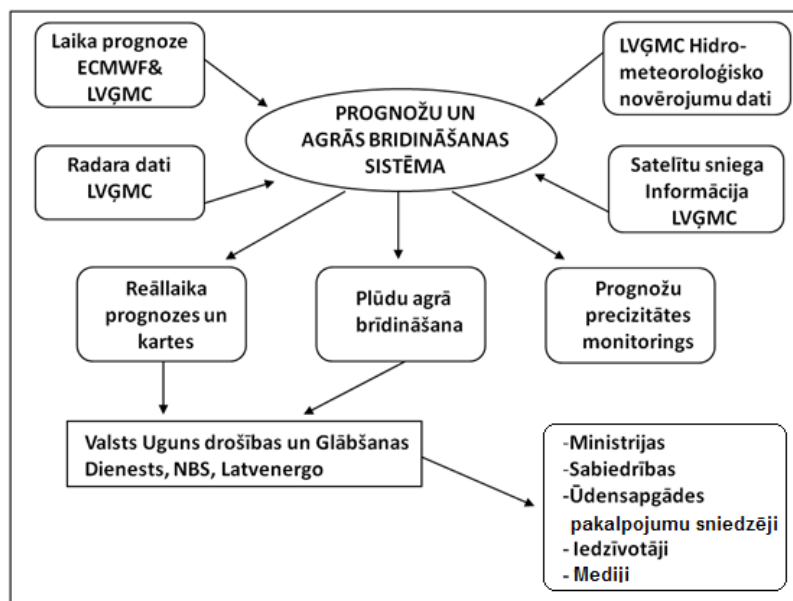 Laika prognoze
ECMWF&
LVĢMC
LVĢMC Hidro-
meteoroloģisko
novērojumu dati
PROGNOŽU UN
AGRĀS BRIDINĀŠANAS
SISTĒMA
Radara dati
LVĢMC
Satelītu sniega
Informācija
LVĢMC
Reāllaika
prognozes un
kartes
Plūdu agrā
brīdināšana
Prognožu
precizitātes
monitorings
Valsts Uguns drošības un Glābšanas
Dienests, NBS, Latvenergo
-Ministrijas
-Sabiedrības
-Ūdensapgādes
pakalpojumu sniedzēji
- Iedzīvotāji
- Mediji